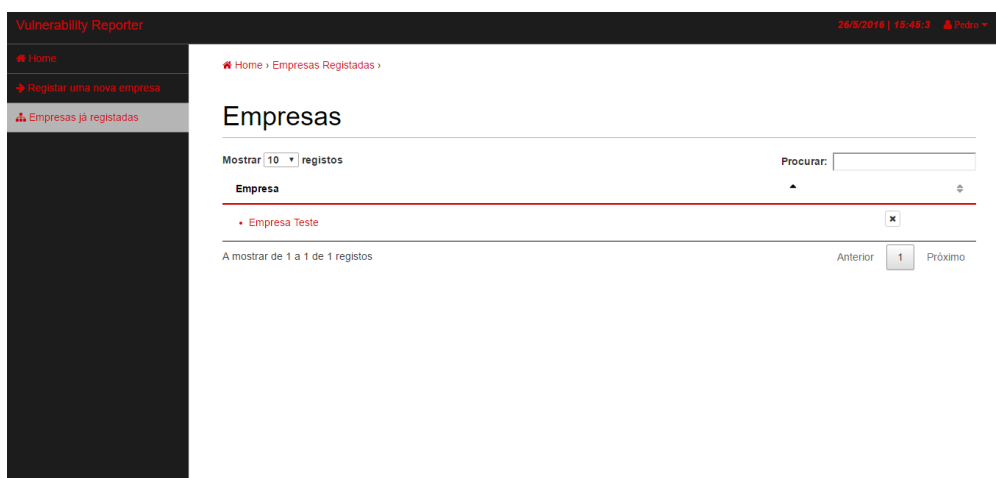 Vulnerability Reporter
26/5/2016 | 15:45:3 Pedro
Home
Registar uma nova empresa
Empresas já registadas
Home › Empresas Registadas ›
Empresas
Mostrar 10 registos
Procurar:
Empresa
• Empresa Teste
A mostrar de 1 a 1 de 1 registos
Anterior 1 Próximo